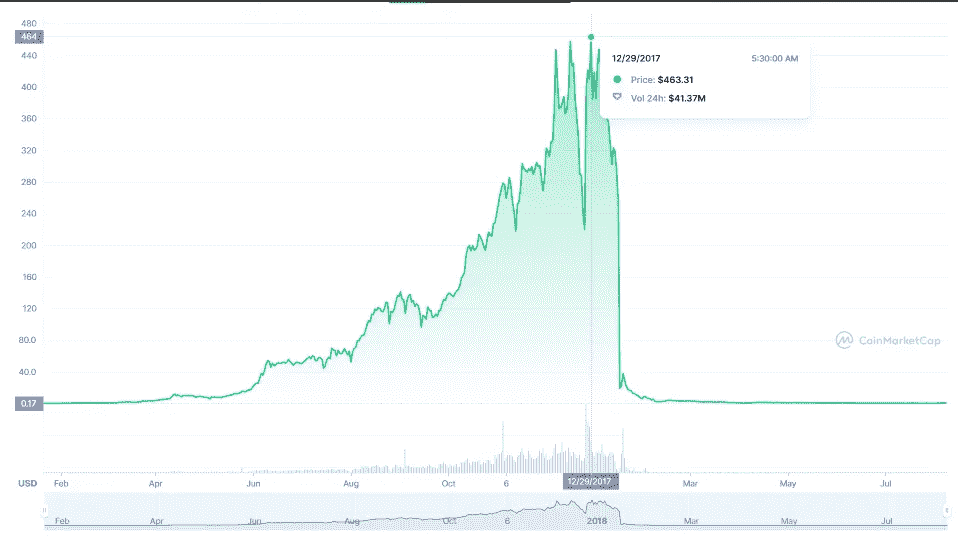 480
464
440
400
360
320
280
240
200
160
120
80.0
40.0
0.17
12/29/2017 5:30:00 AM
Price: $463.31
Vol 24h: $41.37M
CoinMarketCap
USD Feb Apr Jun Aug Oct 6 12/29/2017 Mar May Jul
Feb Apr Jun Aug Oct 6 2018 Mar May Jul